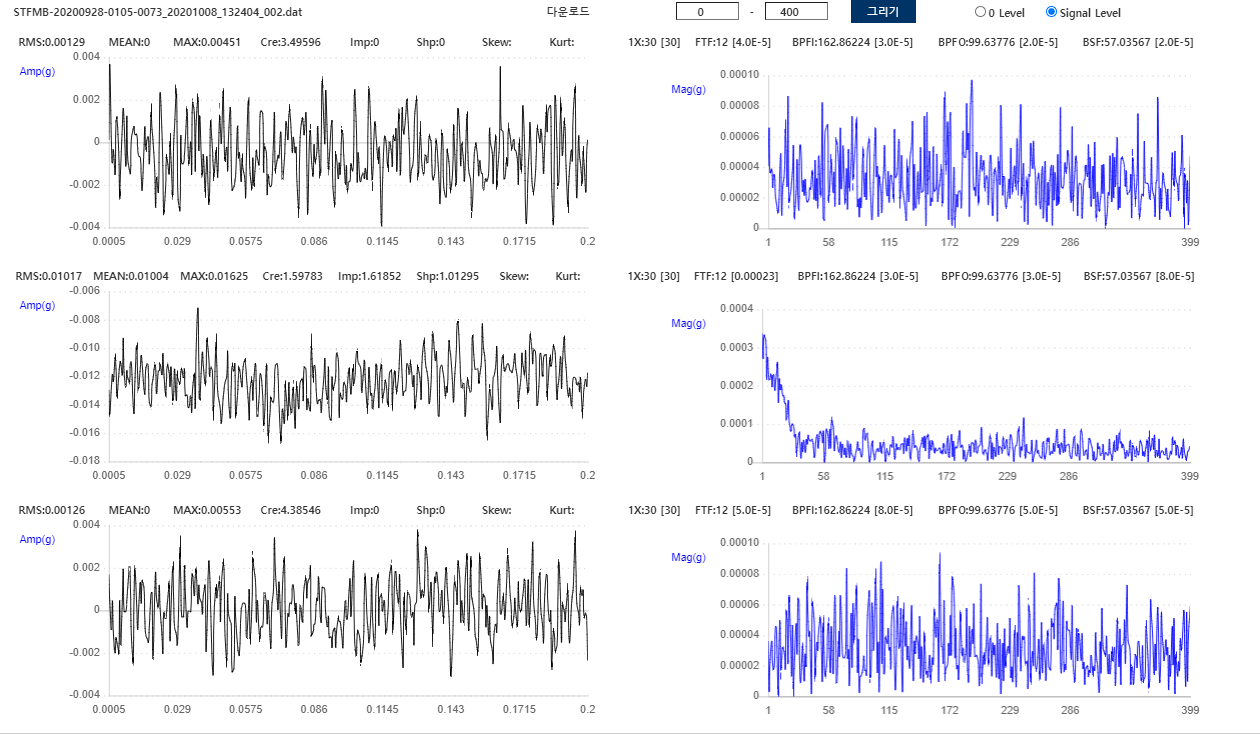 STFMB-20200928-0105-0073_20201008_132404_002.dat 다운로드 0 - 400 그리기 0 Level Signal Level
RMS:0.00129 MEAN:0 MAX:0.00451 Cre:3.49596 Imp:0 Shp:0 Skew: Kurt:
Amp(g)
0.004
0.002
0
-0.002
-0.004
0.0005 0.029 0.0575 0.086 0.1145 0.143 0.1715 0.2
1X:30 [30] FTF:12 [4.0E-5] BPFI:162.86224 [3.0E-5] BPFO:99.63776 [2.0E-5] BSF:57.03567 [2.0E-5]
Mag(g)
0.00010
0.00008
0.00006
0.00004
0.00002
0
1 58 115 172 229 286 399
RMS:0.01017 MEAN:0.01004 MAX:0.01625 Cre:1.59783 Imp:1.61852 Shp:1.01295 Skew: Kurt:
Amp(g)
-0.006
-0.008
-0.010
-0.012
-0.014
-0.016
-0.018
0.0005 0.029 0.0575 0.086 0.1145 0.143 0.1715 0.2
1X:30 [30] FTF:12 [0.00023] BPFI:162.86224 [3.0E-5] BPFO:99.63776 [3.0E-5] BSF:57.03567 [8.0E-5]
Mag(g)
0.0004
0.0003
0.0002
0.0001
0
1 58 115 172 229 286 399
RMS:0.00126 MEAN:0 MAX:0.00553 Cre:4.38546 Imp:0 Shp:0 Skew: Kurt:
Amp(g)
0.004
0.002
0
-0.002
-0.004
0.0005 0.029 0.0575 0.086 0.1145 0.143 0.1715 0.2
1X:30 [30] FTF:12 [5.0E-5] BPFI:162.86224 [8.0E-5] BPFO:99.63776 [5.0E-5] BSF:57.03567 [5.0E-5]
Mag(g)
0.00010
0.00008
0.00006
0.00004
0.00002
0
1 58 115 172 229 286 399